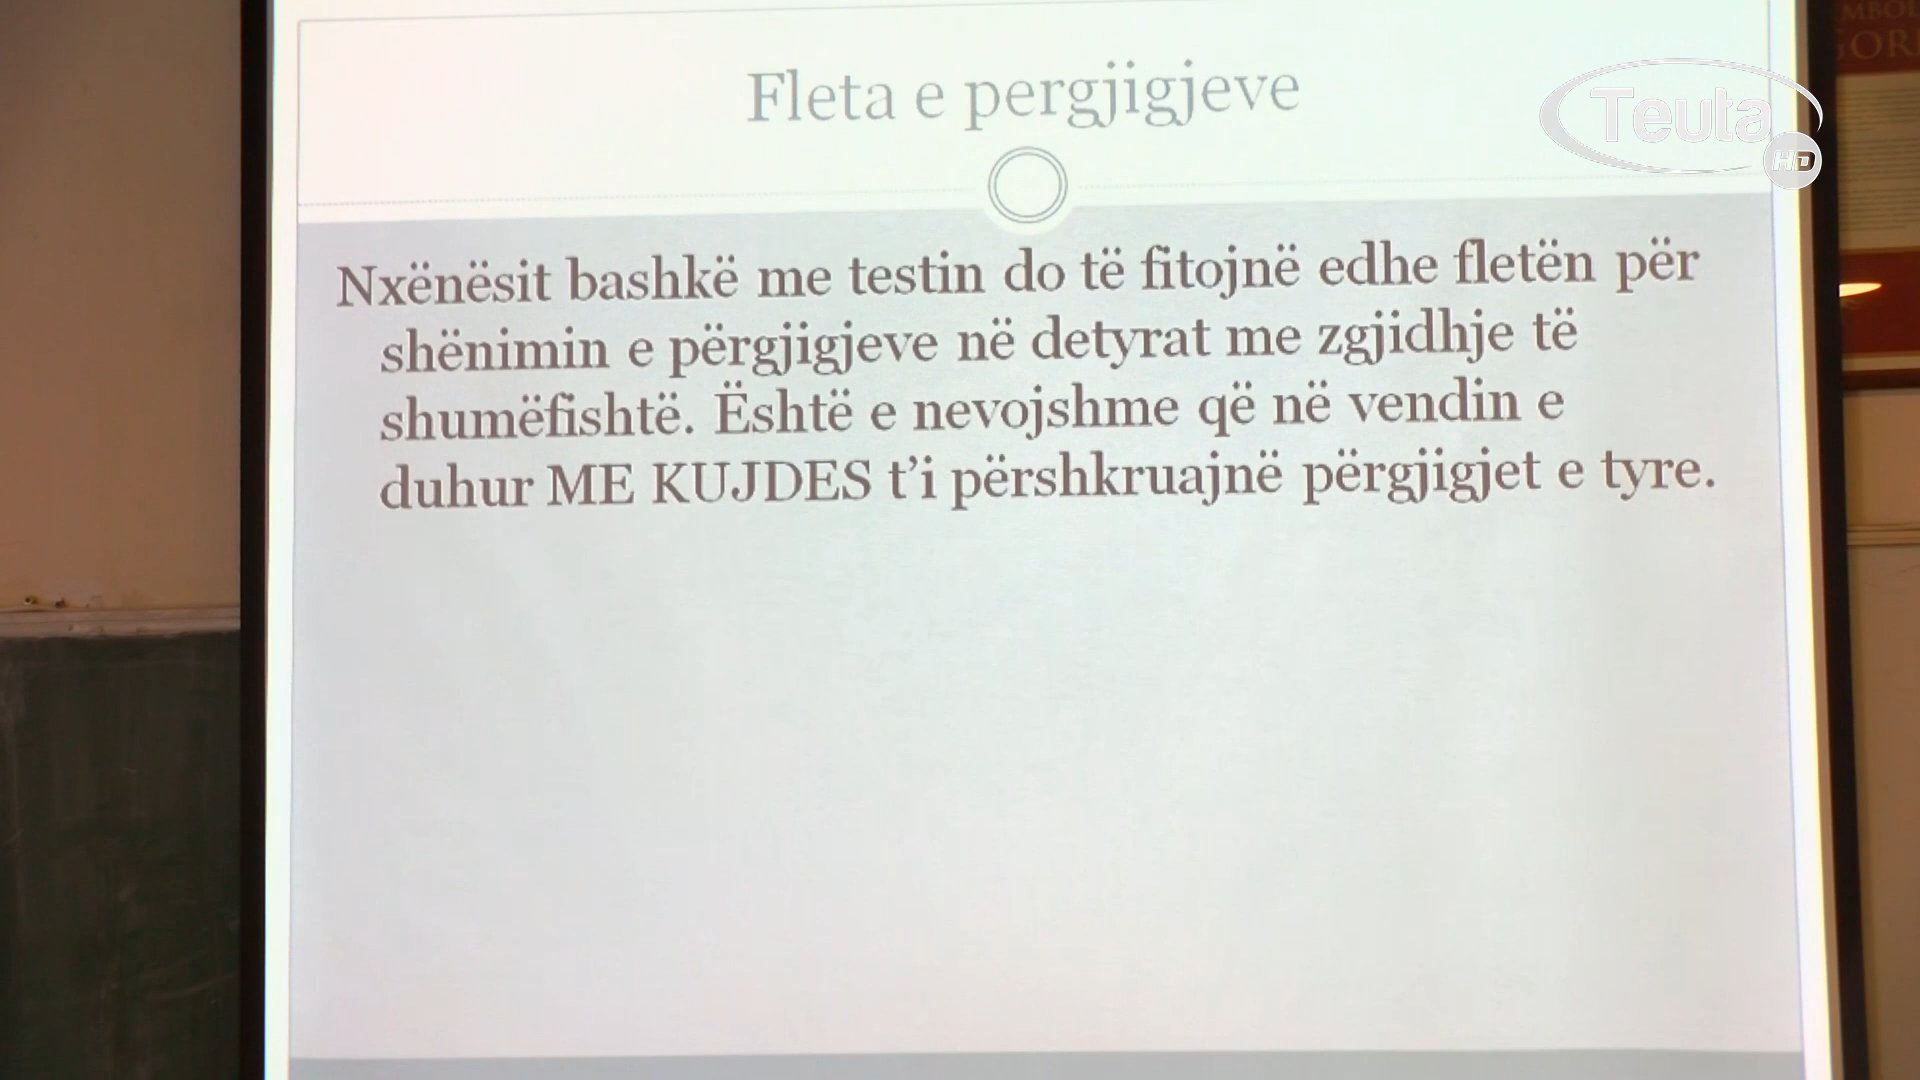 Fleta e pergjigjeve
Teuta
HD
Nxënësit bashkë me testin do të fitojnë edhe fletën për
shënimin e përgjigjeve në detyrat me zgjidhje të
shumëfishtë. Është e nevojshme që në vendin e
duhur ME KUJDES t’i përshkruajnë përgjigjet e tyre.